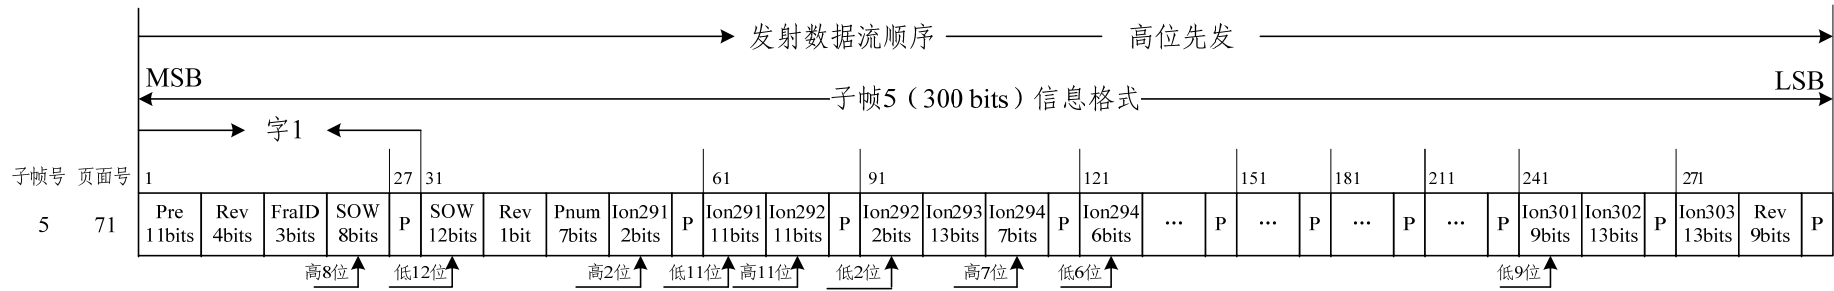 发射数据流顺序 高位先发
MSB LSB
子帧5（300 bits）信息格式
字1
子帧号 页面号 1 27 31 61 91 121 151 181 211 241 271
5 71 Pre Rev FraID SOW P SOW Rev Pnum Ion291 P Ion291 Ion292 P Ion292 Ion293 Ion294 P Ion294 … P … P … P … P Ion301 Ion302 P Ion303 Rev P
11bits 4bits 3bits 8bits 12bits 1bit 7bits 2bits 11bits 11bits 2bits 13bits 7bits 6bits 9bits 13bits 13bits 9bits
高8位 低12位 高2位 低11位 高11位 低2位 高7位 低6位 低9位